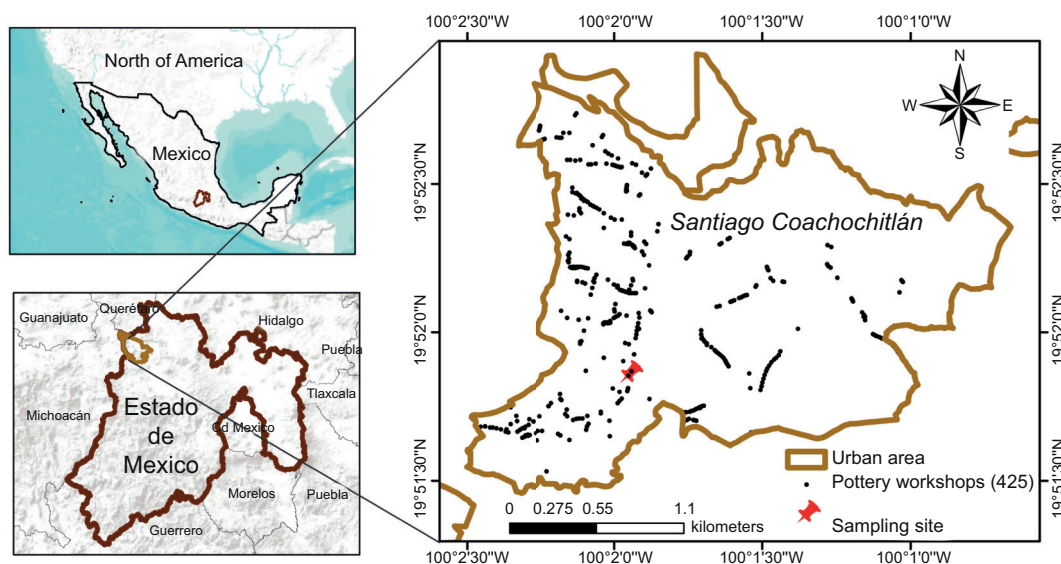 North of America
Mexico
Querétaro
Guanajuato
Hidalgo
Puebla
Tlaxcala
Michoacán
Estado
de
Mexico
Cd Mexico
Morelos
Puebla
Guerrero
100°2'30"W 100°2'0"W 100°1'30"W 100°1'0"W
N
W E
S
19°52'30"N 19°52'30"N
Santiago Coachochitlán
19°52'0"N 19°52'0"N
19°51'30"N 19°51'30"N
Urban area
Pottery workshops (425)
Sampling site
0 0.275 0.55 1.1
kilometers
100°2'30"W 100°2'0"W 100°1'30"W 100°1'0"W